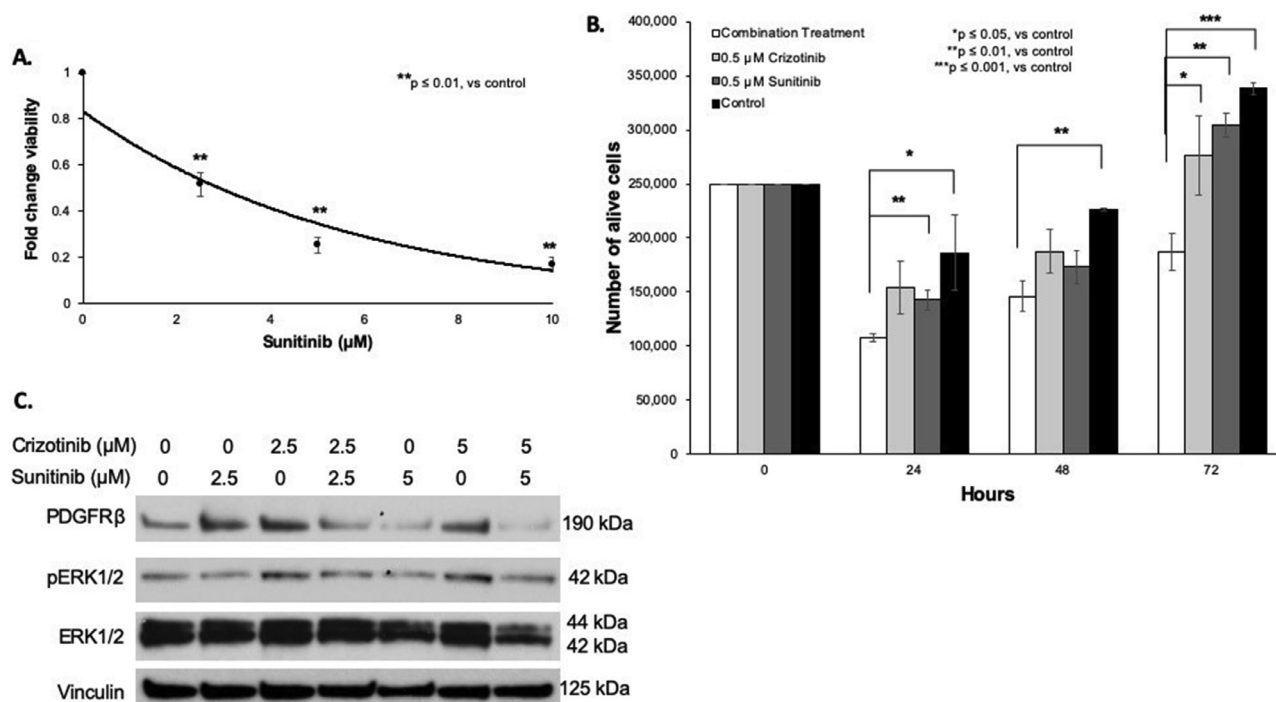 A.
**p ≤ 0.01, vs control
Fold change viability
1
0.8
0.6
0.4
0.2
0
**
**
**
0 2 4 6 8 10
Sunitinib (µM)
B.
Combination Treatment
0.5 µM Crizotinib
0.5 µM Sunitinib
Control
*p ≤ 0.05, vs control
**p ≤ 0.01, vs control
***p ≤ 0.001, vs control
Number of alive cells
400,000
350,000
300,000
250,000
200,000
150,000
100,000
50,000
0
*
**
**
***
**
*
0 24 48 72
Hours
C.
Crizotinib (µM) 0 0 2.5 2.5 0 5 5
Sunitinib (µM) 0 2.5 0 2.5 5 0 5
PDGFRβ 190 kDa
pERK1/2 42 kDa
ERK1/2 44 kDa
42 kDa
Vinculin 125 kDa